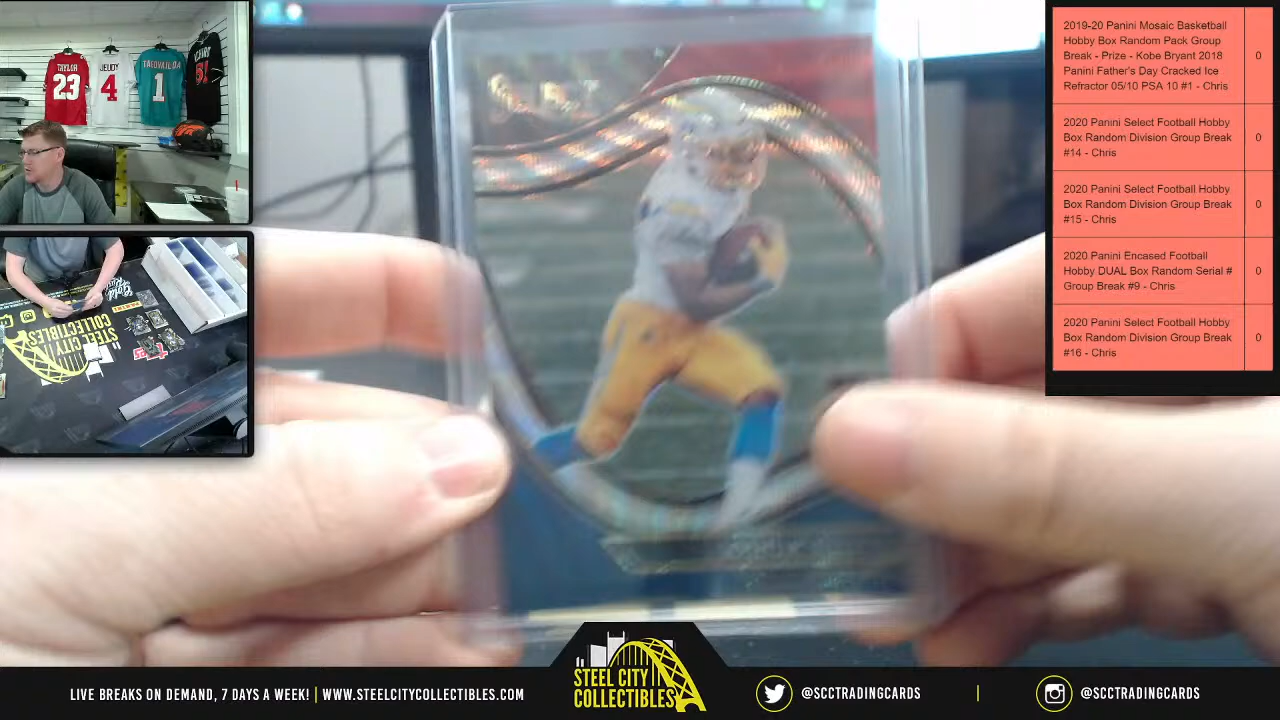 TAYLOR
23
JEUDY
4
TAGOVAILOA
1
51
STEEL CITY
COLLECTIBLES
2019-20 Panini Mosaic Basketball
Hobby Box Random Pack Group
Break - Prize - Kobe Bryant 2018
Panini Father's Day Cracked Ice
Refractor 05/10 PSA 10 #1 - Chris
0
2020 Panini Select Football Hobby
Box Random Division Group Break
#14 - Chris
0
2020 Panini Select Football Hobby
Box Random Division Group Break
#15 - Chris
0
2020 Panini Encased Football
Hobby DUAL Box Random Serial #
Group Break #9 - Chris
0
2020 Panini Select Football Hobby
Box Random Division Group Break
#16 - Chris
0
LIVE BREAKS ON DEMAND, 7 DAYS A WEEK! | WWW.STEELCITYCOLLECTIBLES.COM
STEEL CITY
COLLECTIBLES
@SCCTRADINGCARDS
@SCCTRADINGCARDS